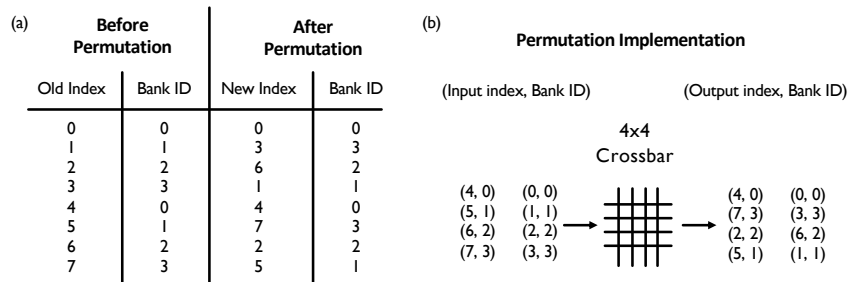 (a)
Before Permutation
After Permutation
Old Index Bank ID New Index Bank ID
0 0 0 0
1 1 3 3
2 2 6 2
3 3 1 1
4 0 4 0
5 1 7 3
6 2 2 2
7 3 5 1
(b)
Permutation Implementation
(Input index, Bank ID) (Output index, Bank ID)
4x4
Crossbar
(4, 0) (0, 0) (4, 0) (0, 0)
(5, 1) (1, 1) (7, 3) (3, 3)
(6, 2) (2, 2) (2, 2) (6, 2)
(7, 3) (3, 3) (5, 1) (1, 1)